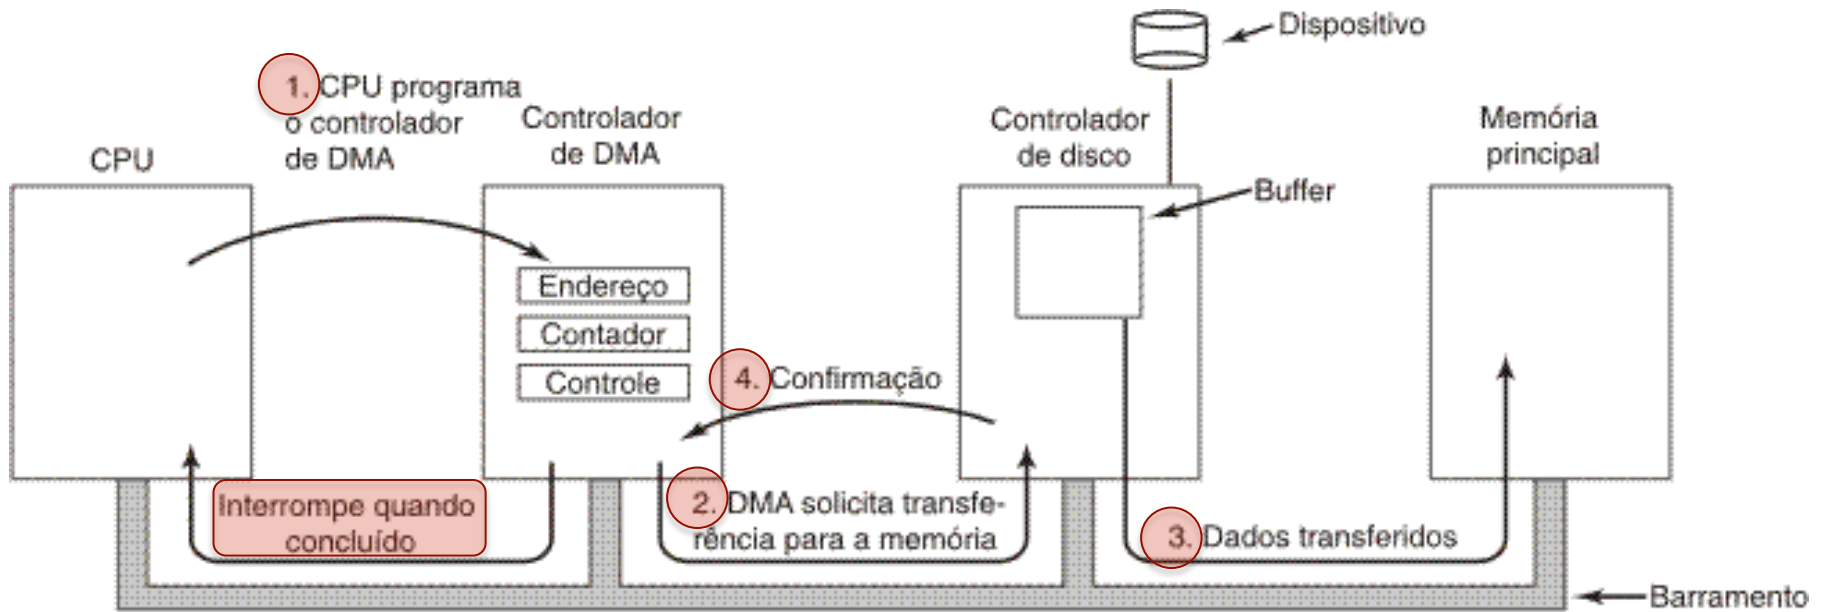 Dispositivo
1. CPU programa
o controlador
de DMA
CPU
Controlador
de DMA
Controlador
de disco
Memória
principal
Buffer
Endereço
Contador
Controle
4. Confirmação
Interrompe quando
concluído
2. DMA solicita transfe-
rência para a memória
3. Dados transferidos
Barramento